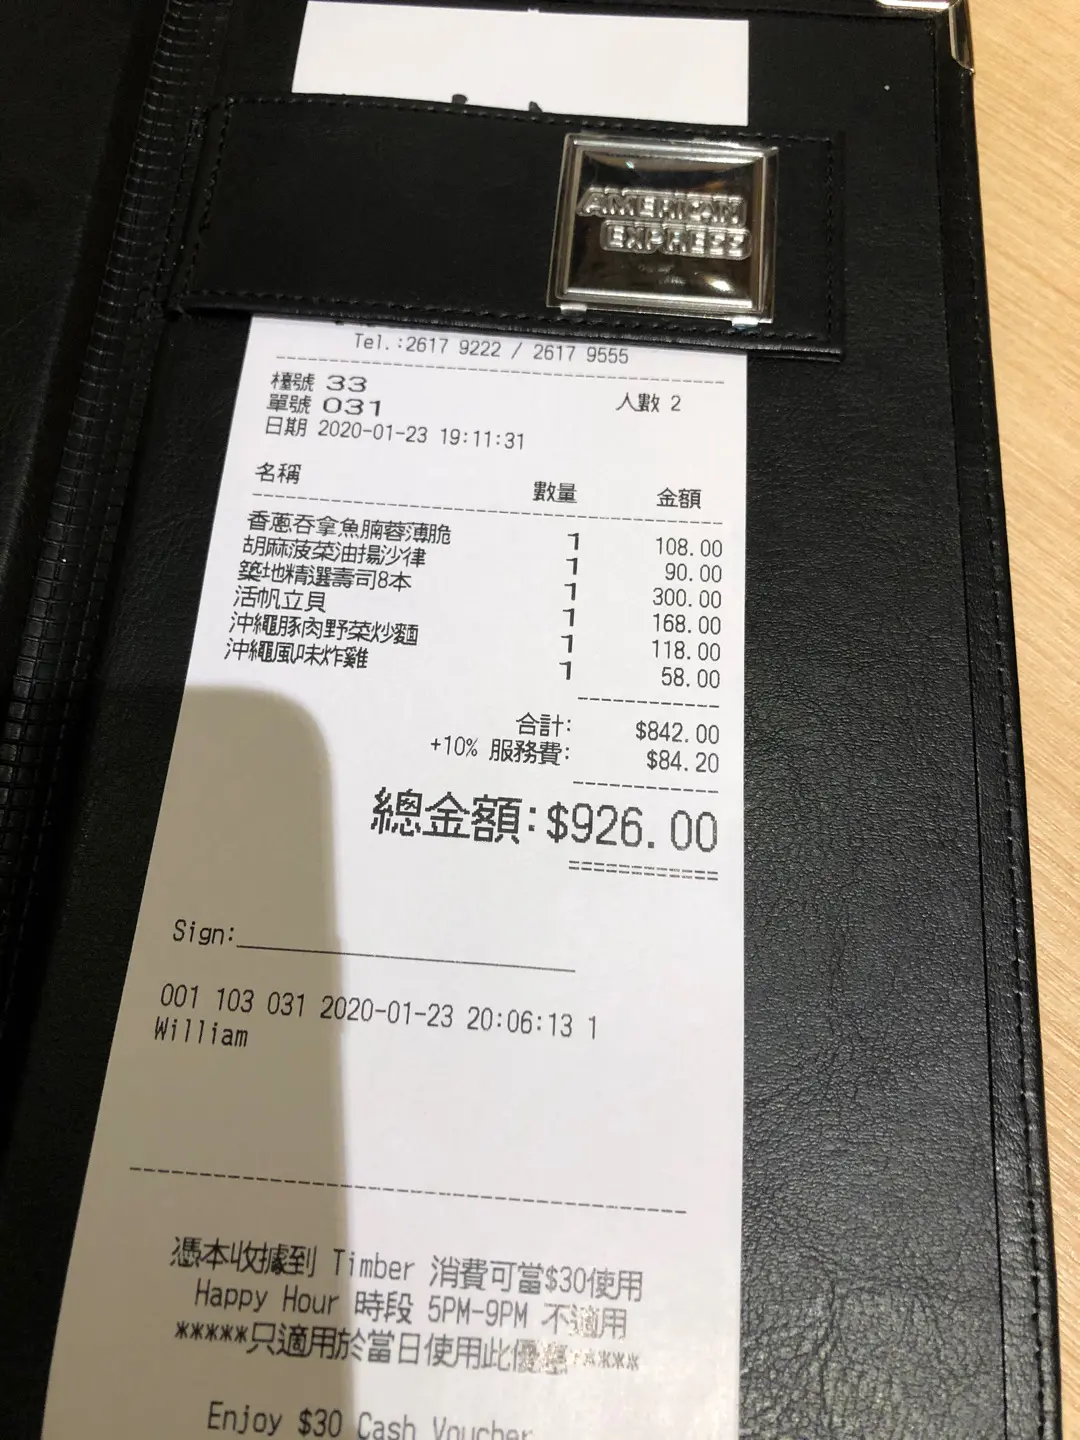 AMERICAN
EXPRESS
Tel.:2617 9222 / 2617 9555
檯號 33
人數 2
單號 031
日期 2020-01-23 19:11:31
名稱 數量 金額
香蔥吞拿魚腩蓉薄脆 1 108.00
胡麻菠菜油揚沙律 1 90.00
築地精選壽司8本 1 300.00
活帆立貝 1 168.00
沖繩豚肉野菜炒麵 1 118.00
沖繩風味炸雞 1 58.00
合計: $842.00
+10% 服務費: $84.20
總金額:$926.00
Sign:
001 103 031 2020-01-23 20:06:13 1
William
憑本收據到 Timber 消費可當$30使用
Happy Hour 時段 5PM-9PM 不適用
*****只適用於當日使用此優惠*****
Enjoy $30 Cash Voucher